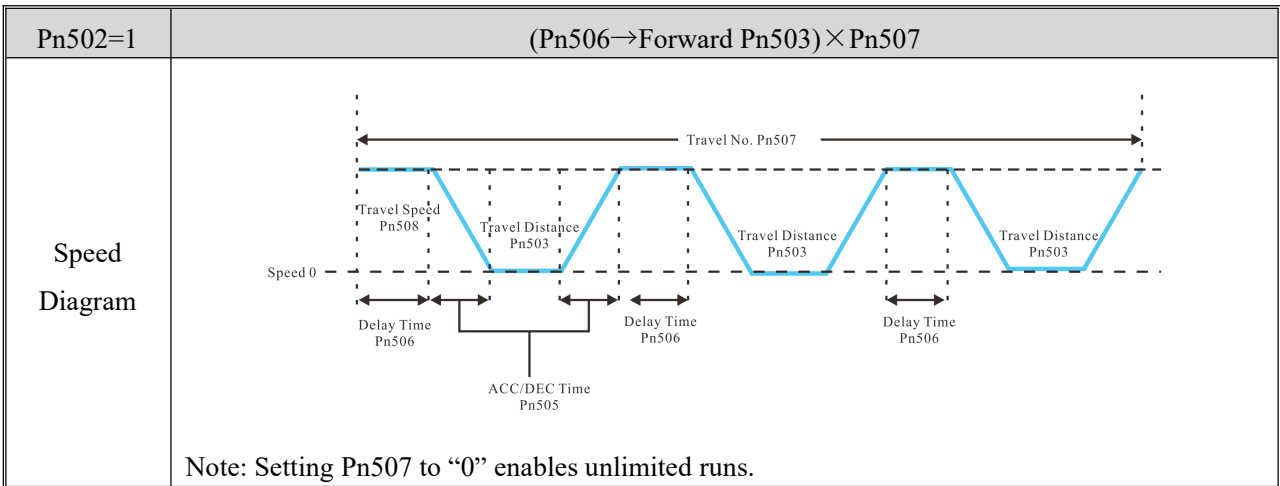 Pn502=1
(Pn506→Forward Pn503)×Pn507
Speed
Diagram
Travel No. Pn507
Travel Speed
Pn508
Travel Distance
Pn503
Travel Distance
Pn503
Travel Distance
Pn503
Speed 0
Delay Time
Pn506
Delay Time
Pn506
Delay Time
Pn506
ACC/DEC Time
Pn505
Note: Setting Pn507 to “0” enables unlimited runs.